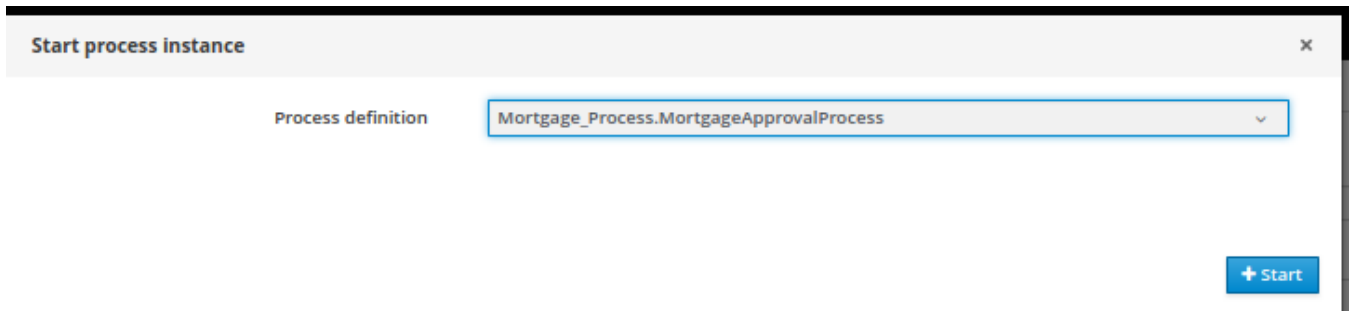 Start process instance
Process definition
Mortgage_Process.MortgageApprovalProcess
+ Start